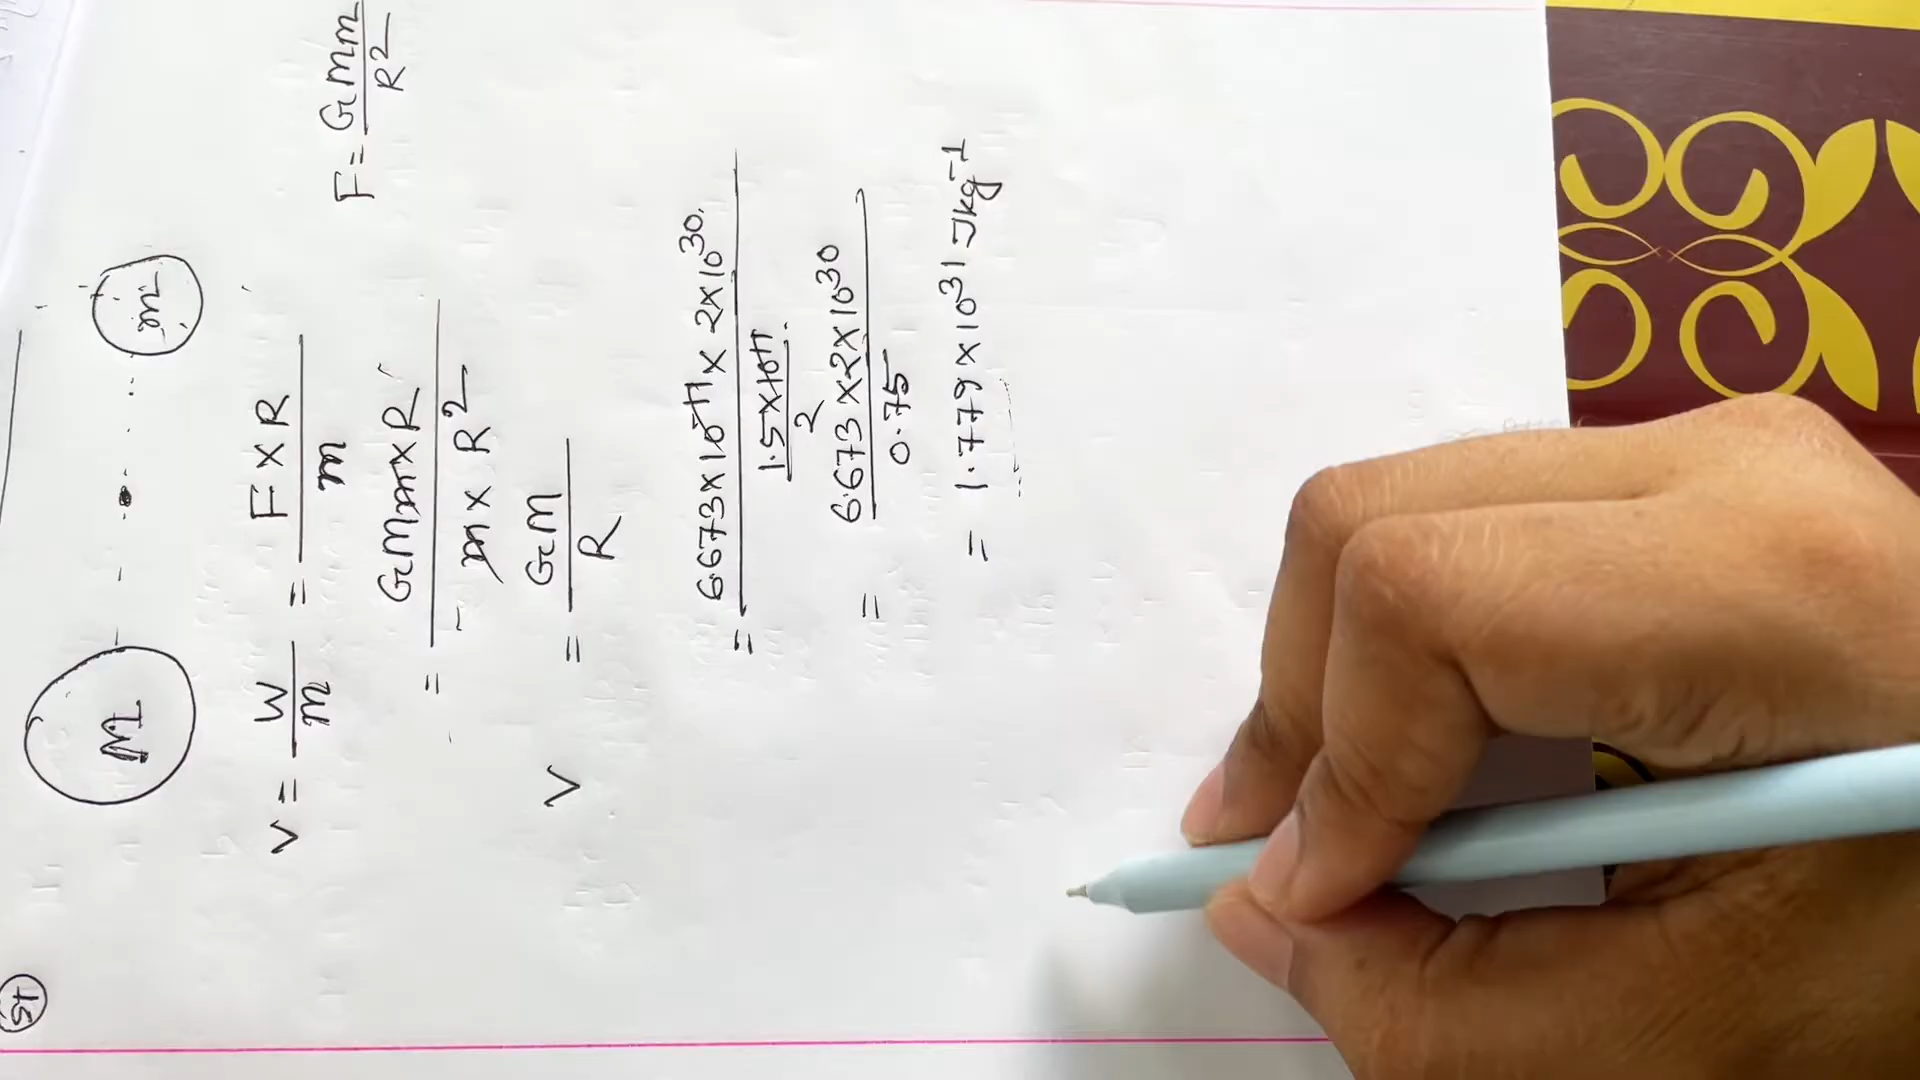 15
M m
V = W/m = F×R/m
F = GMm/R²
= GMm×R/m×R²
V = GM/R
= 6.673×10⁻¹¹ × 2×10³⁰/1.5×10¹¹/2
= 6.673×2×10³⁰/0.75
= 1.779×10³¹ Jkg⁻¹